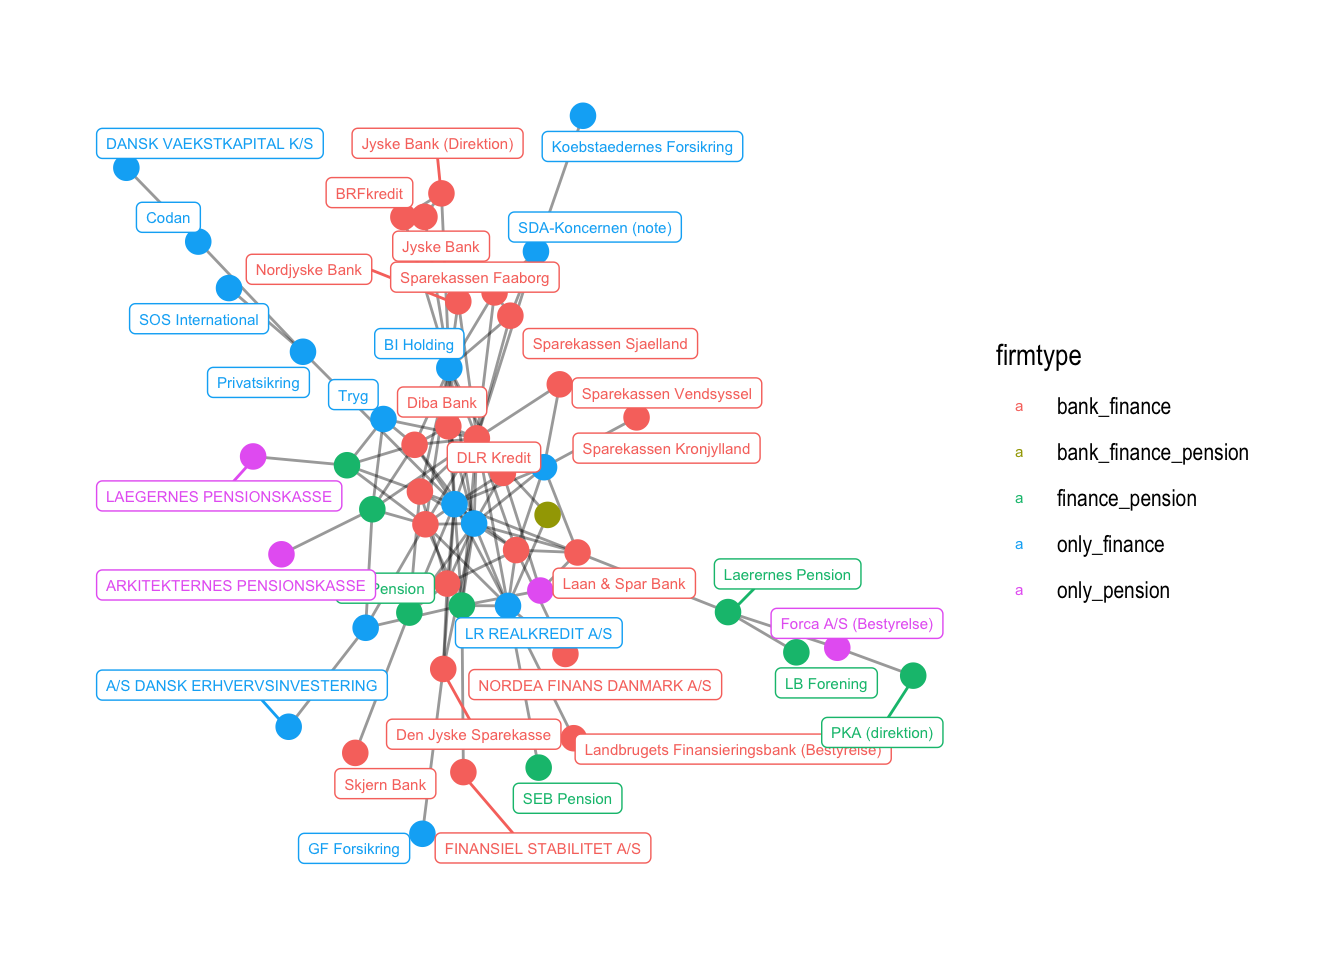 DANSK VAEKSTKAPITAL K/S
Jyske Bank (Direktion)
Koebstaedernes Forsikring
BRFkredit
Codan
SDA-Koncernen (note)
Jyske Bank
Nordjyske Bank
Sparekassen Faaborg
SOS International
BI Holding
Sparekassen Sjaelland
Privatsikring
Tryg
Sparekassen Vendsyssel
Diba Bank
Sparekassen Kronjylland
DLR Kredit
LAEGERNES PENSIONSKASSE
ARKITEKTERNES PENSIONSKASSE
Pension
Laan & Spar Bank
Laerernes Pension
Forca A/S (Bestyrelse)
LR REALKREDIT A/S
A/S DANSK ERHVERVSINVESTERING
NORDEA FINANS DANMARK A/S
LB Forening
PKA (direktion)
Den Jyske Sparekasse
Landbrugets Finansieringsbank (Bestyrelse)
Skjern Bank
SEB Pension
GF Forsikring
FINANSIEL STABILITET A/S
firmtype
a bank_finance
a bank_finance_pension
a finance_pension
a only_finance
a only_pension